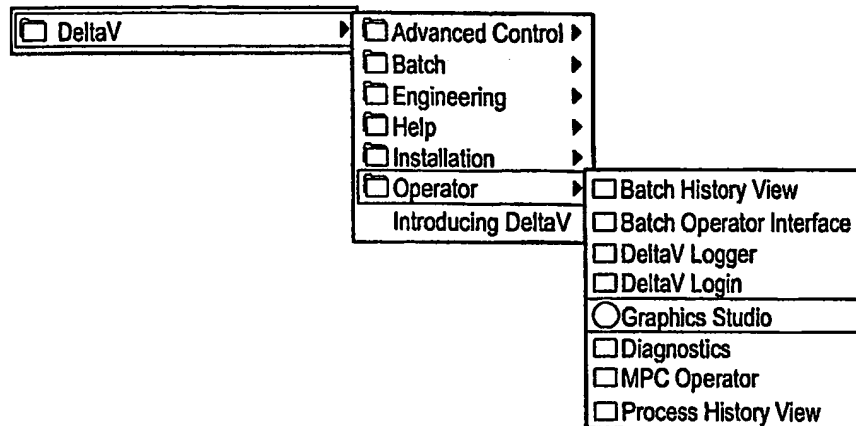 DeltaV
Advanced Control
Batch
Engineering
Help
Installation
Operator
Introducing DeltaV
Batch History View
Batch Operator Interface
DeltaV Logger
DeltaV Login
Graphics Studio
Diagnostics
MPC Operator
Process History View